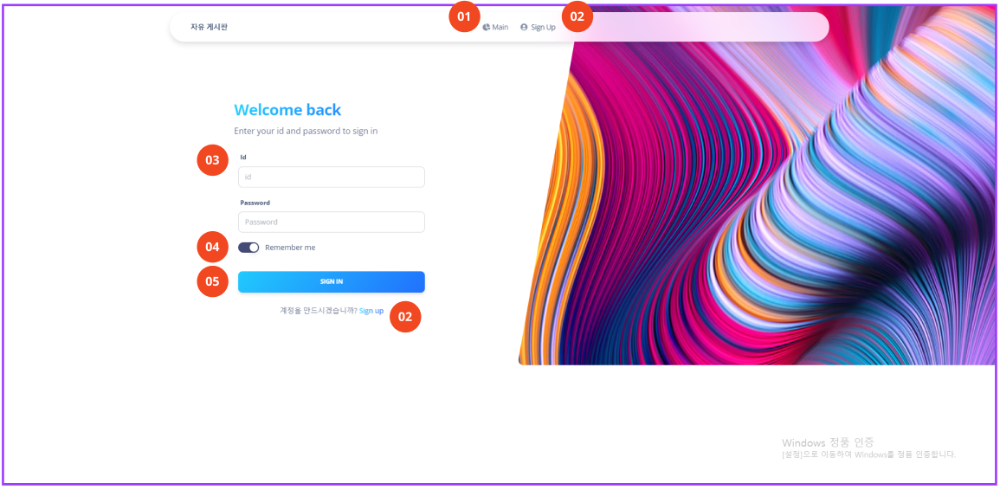 01
02
자유 게시판
Main
Sign Up
Welcome back
Enter your id and password to sign in
03
Id
id
Password
Password
04
Remember me
05
SIGN IN
계정을 만드시겠습니까? Sign up
02
Windows 정품 인증
[설정]으로 이동하여 Windows를 정품 인증합니다.